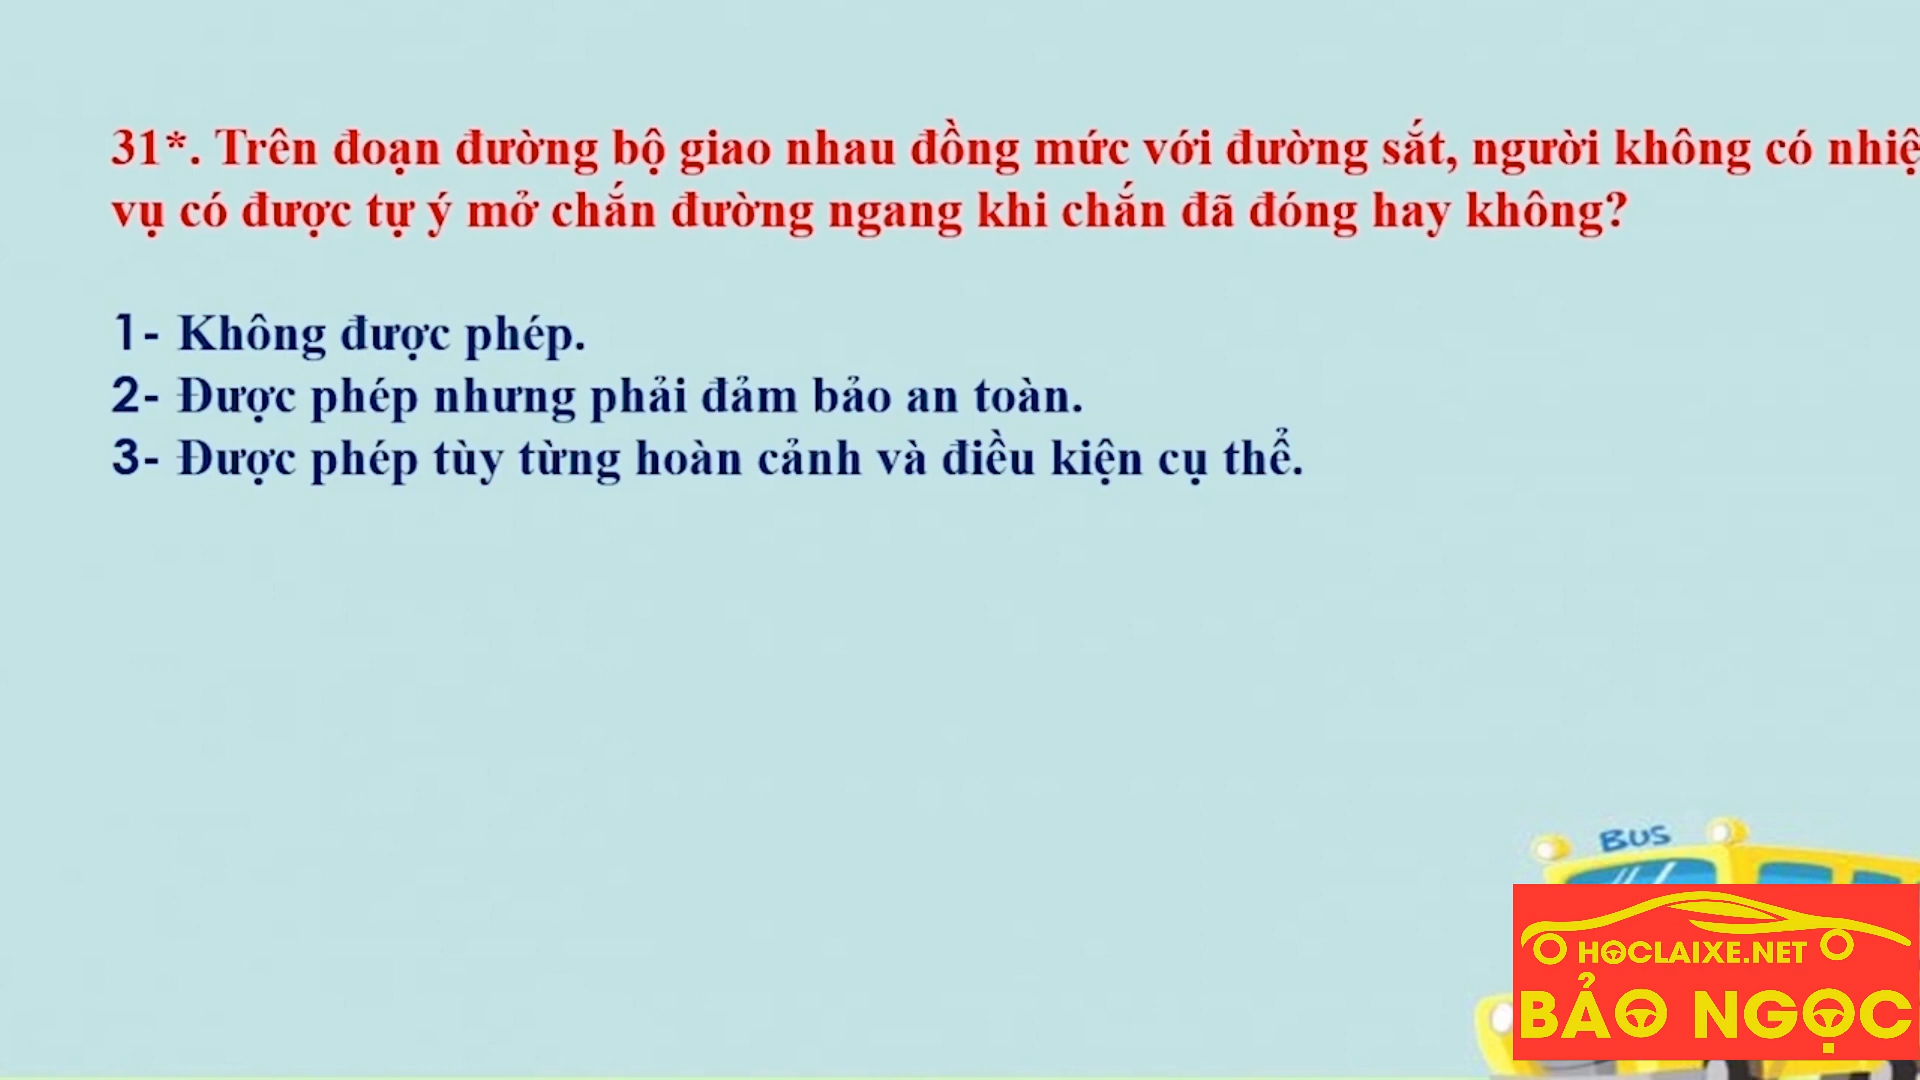 31*. Trên đoạn đường bộ giao nhau đồng mức với đường sắt, người không có nhiệ
vụ có được tự ý mở chắn đường ngang khi chắn đã đóng hay không?
1- Không được phép.
2- Được phép nhưng phải đảm bảo an toàn.
3- Được phép tùy từng hoàn cảnh và điều kiện cụ thể.
BUS
HOCLAIXE.NET
BẢO NGỌC